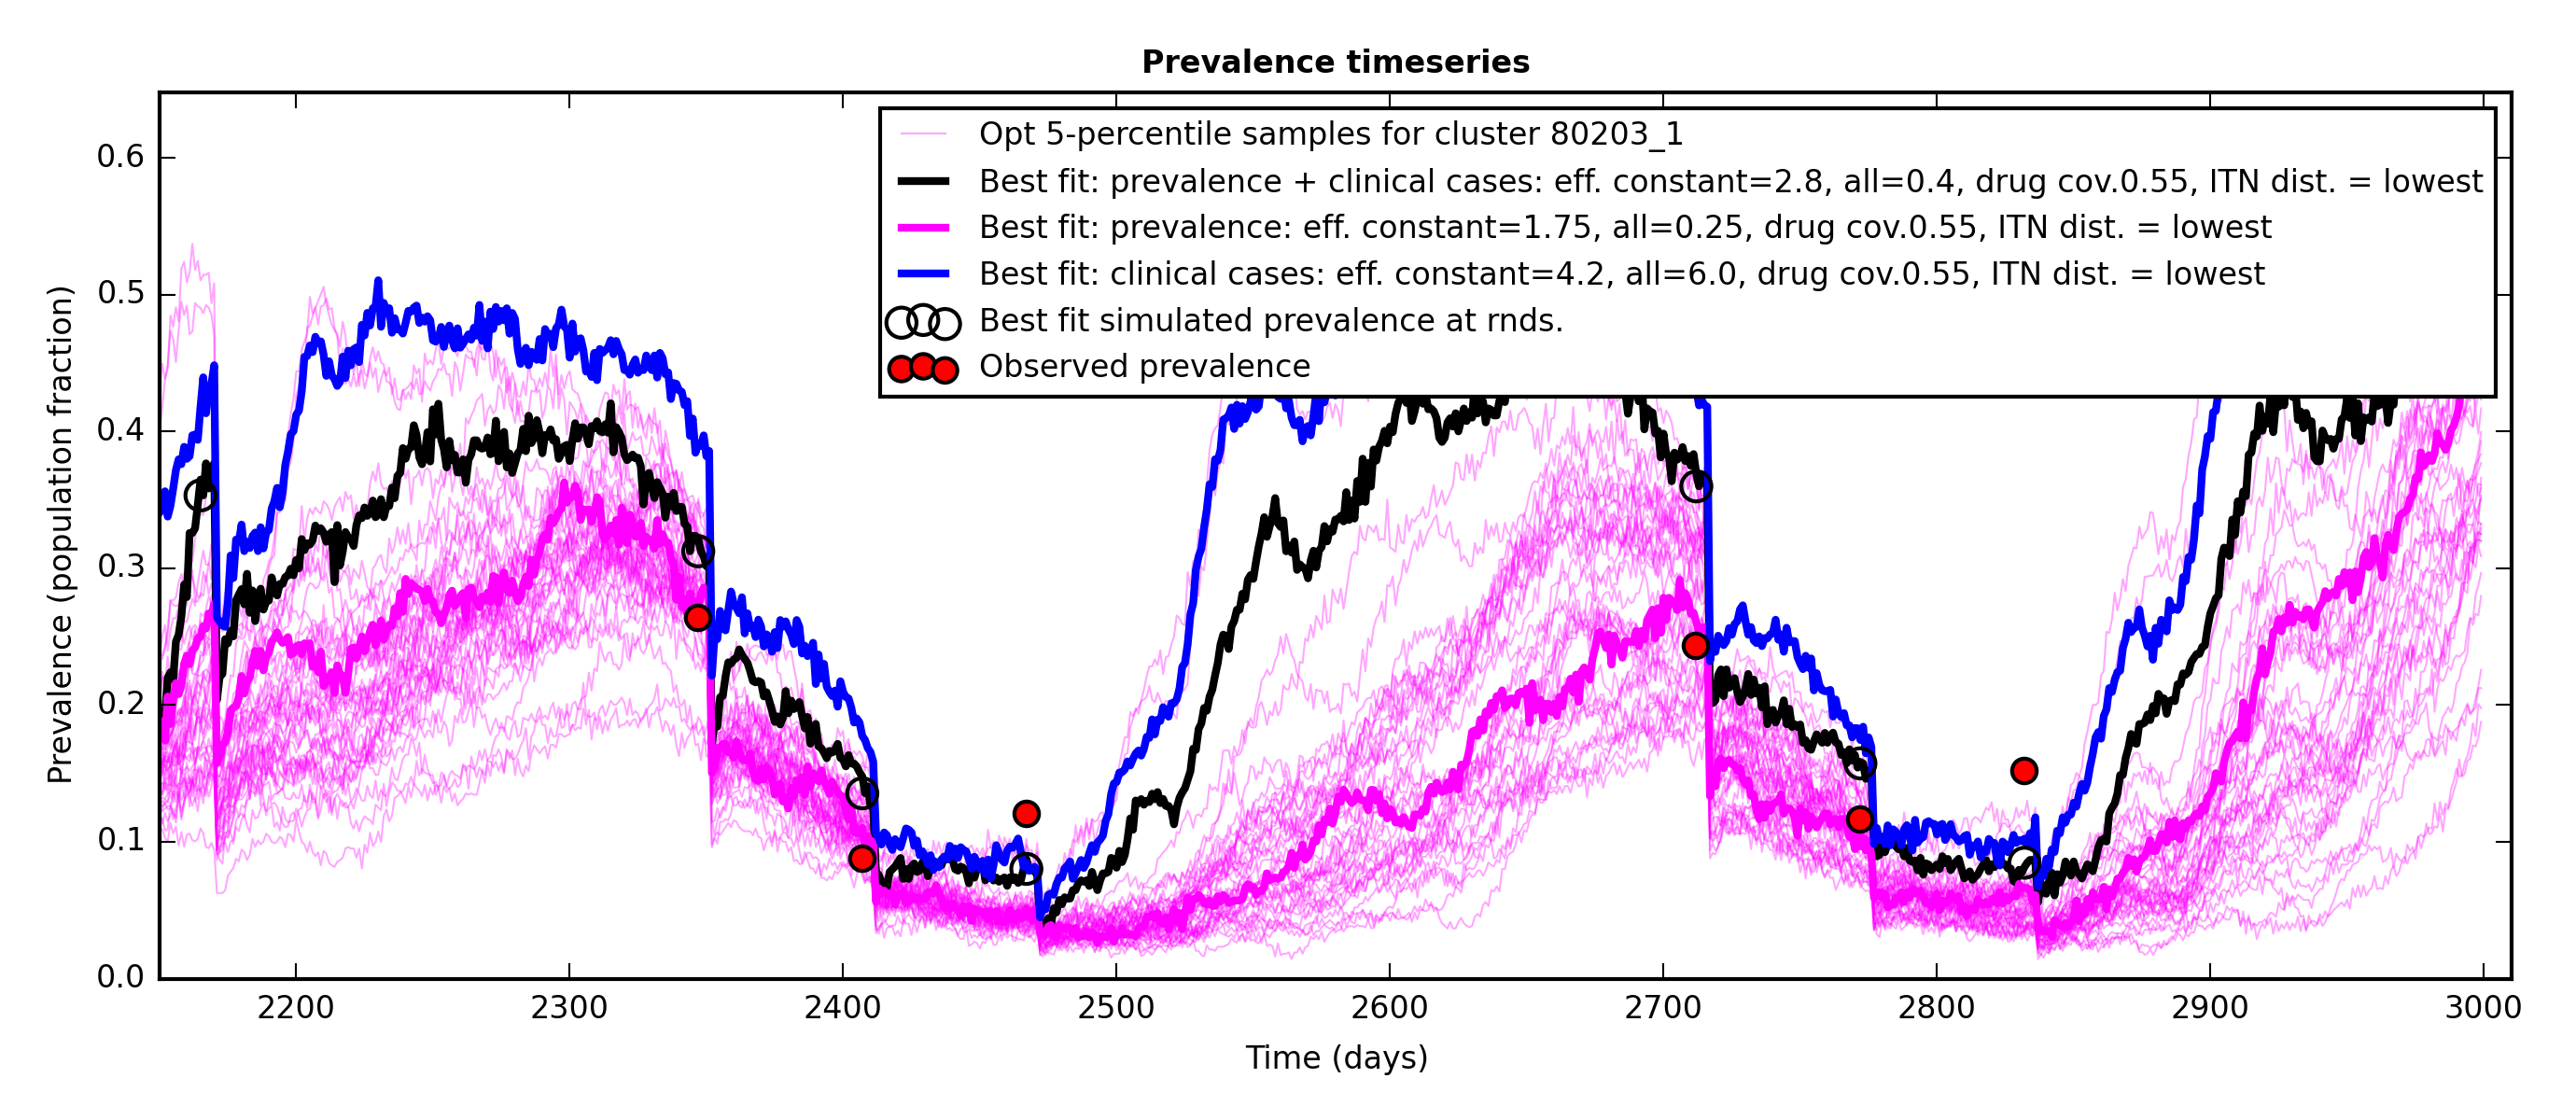 Prevalence timeseries
Opt 5-percentile samples for cluster 80203_1
Best fit: prevalence + clinical cases: eff. constant=2.8, all=0.4, drug cov.0.55, ITN dist. = lowest
Best fit: prevalence: eff. constant=1.75, all=0.25, drug cov.0.55, ITN dist. = lowest
Best fit: clinical cases: eff. constant=4.2, all=6.0, drug cov.0.55, ITN dist. = lowest
Best fit simulated prevalence at rnds.
Observed prevalence
Prevalence (population fraction)
0.6
0.5
0.4
0.3
0.2
0.1
0.0
2200 2300 2400 2500 2600 2700 2800 2900 3000
Time (days)